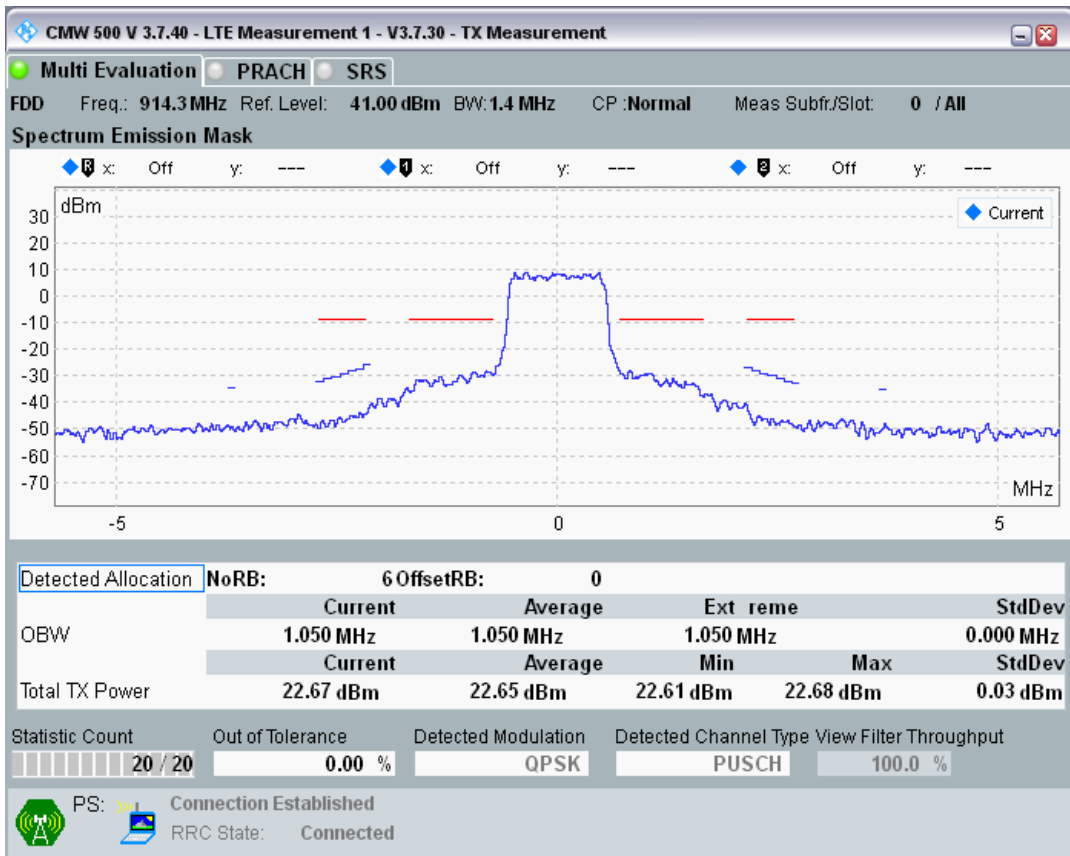 CMW 500 V 3.7.40 - LTE Measurement 1 - V3.7.30 - TX Measurement
Multi Evaluation PRACH SRS
FDD Freq.: 914.3 MHz Ref. Level: 41.00 dBm BW: 1.4 MHz CP :Normal Meas Subfr./Slot: 0 / All
Spectrum Emission Mask
R x: Off y: --- 1 x: Off y: --- 2 x: Off y: ---
dBm
Current
30
20
10
0
-10
-20
-30
-40
-50
-60
-70
MHz
-5 0 5
Detected Allocation NoRB: 6 OffsetRB: 0
Current Average Ext reme StdDev
OBW 1.050 MHz 1.050 MHz 1.050 MHz 0.000 MHz
Current Average Min Max StdDev
Total TX Power 22.67 dBm 22.65 dBm 22.61 dBm 22.68 dBm 0.03 dBm
Statistic Count Out of Tolerance Detected Modulation Detected Channel Type View Filter Throughput
20 / 20 0.00 % QPSK PUSCH 100.0 %
PS: Connection Established
RRC State: Connected